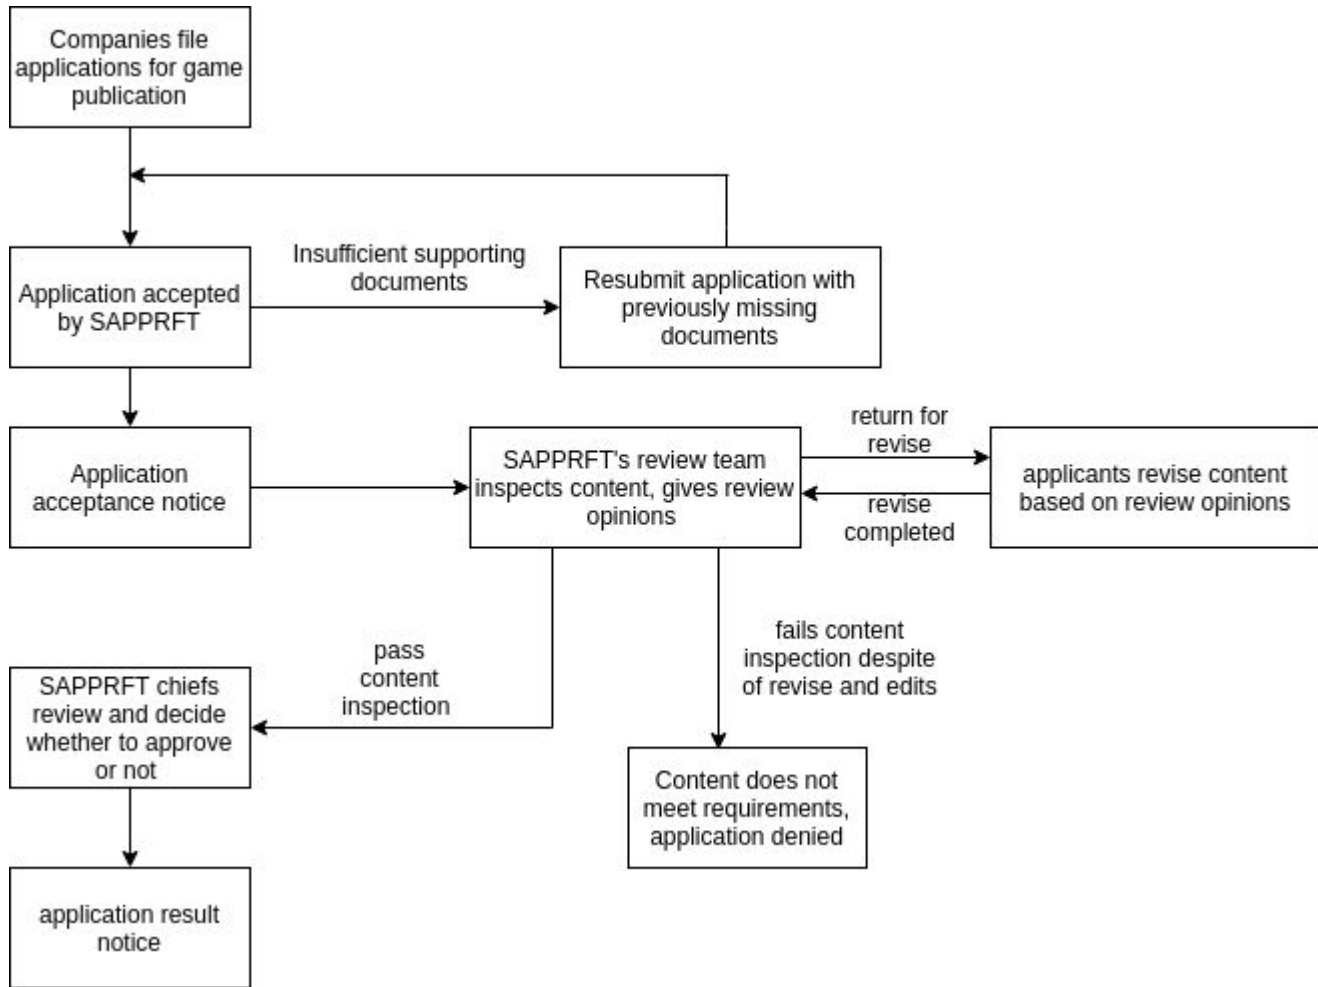 Companies file
applications for game
publication
Insufficient supporting
documents
Application accepted
by SAPPRFT
Resubmit application with
previously missing
documents
Application
acceptance notice
SAPPRFT's review team
inspects content, gives review
opinions
return for
revise
revise
completed
applicants revise content
based on review opinions
pass
content
inspection
fails content
inspection despite
of revise and edits
SAPPRFT chiefs
review and decide
whether to approve
or not
Content does not
meet requirements,
application denied
application result
notice